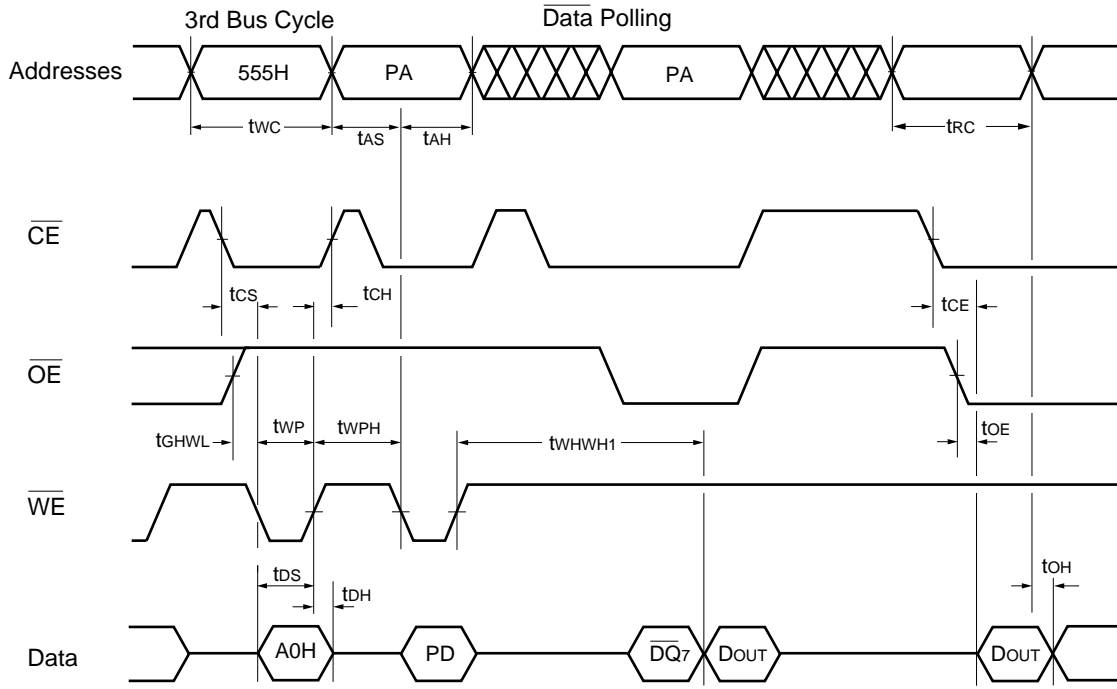 3rd Bus Cycle
Data Polling
Addresses
555H
PA
PA
tWC
tAS
tAH
tRC
CE
tCS
tCH
tCE
OE
tGHWL
tWP
tWPH
tWHWH1
tOE
WE
tDS
tDH
tOH
Data
A0H
PD
DQ7
DOUT
DOUT